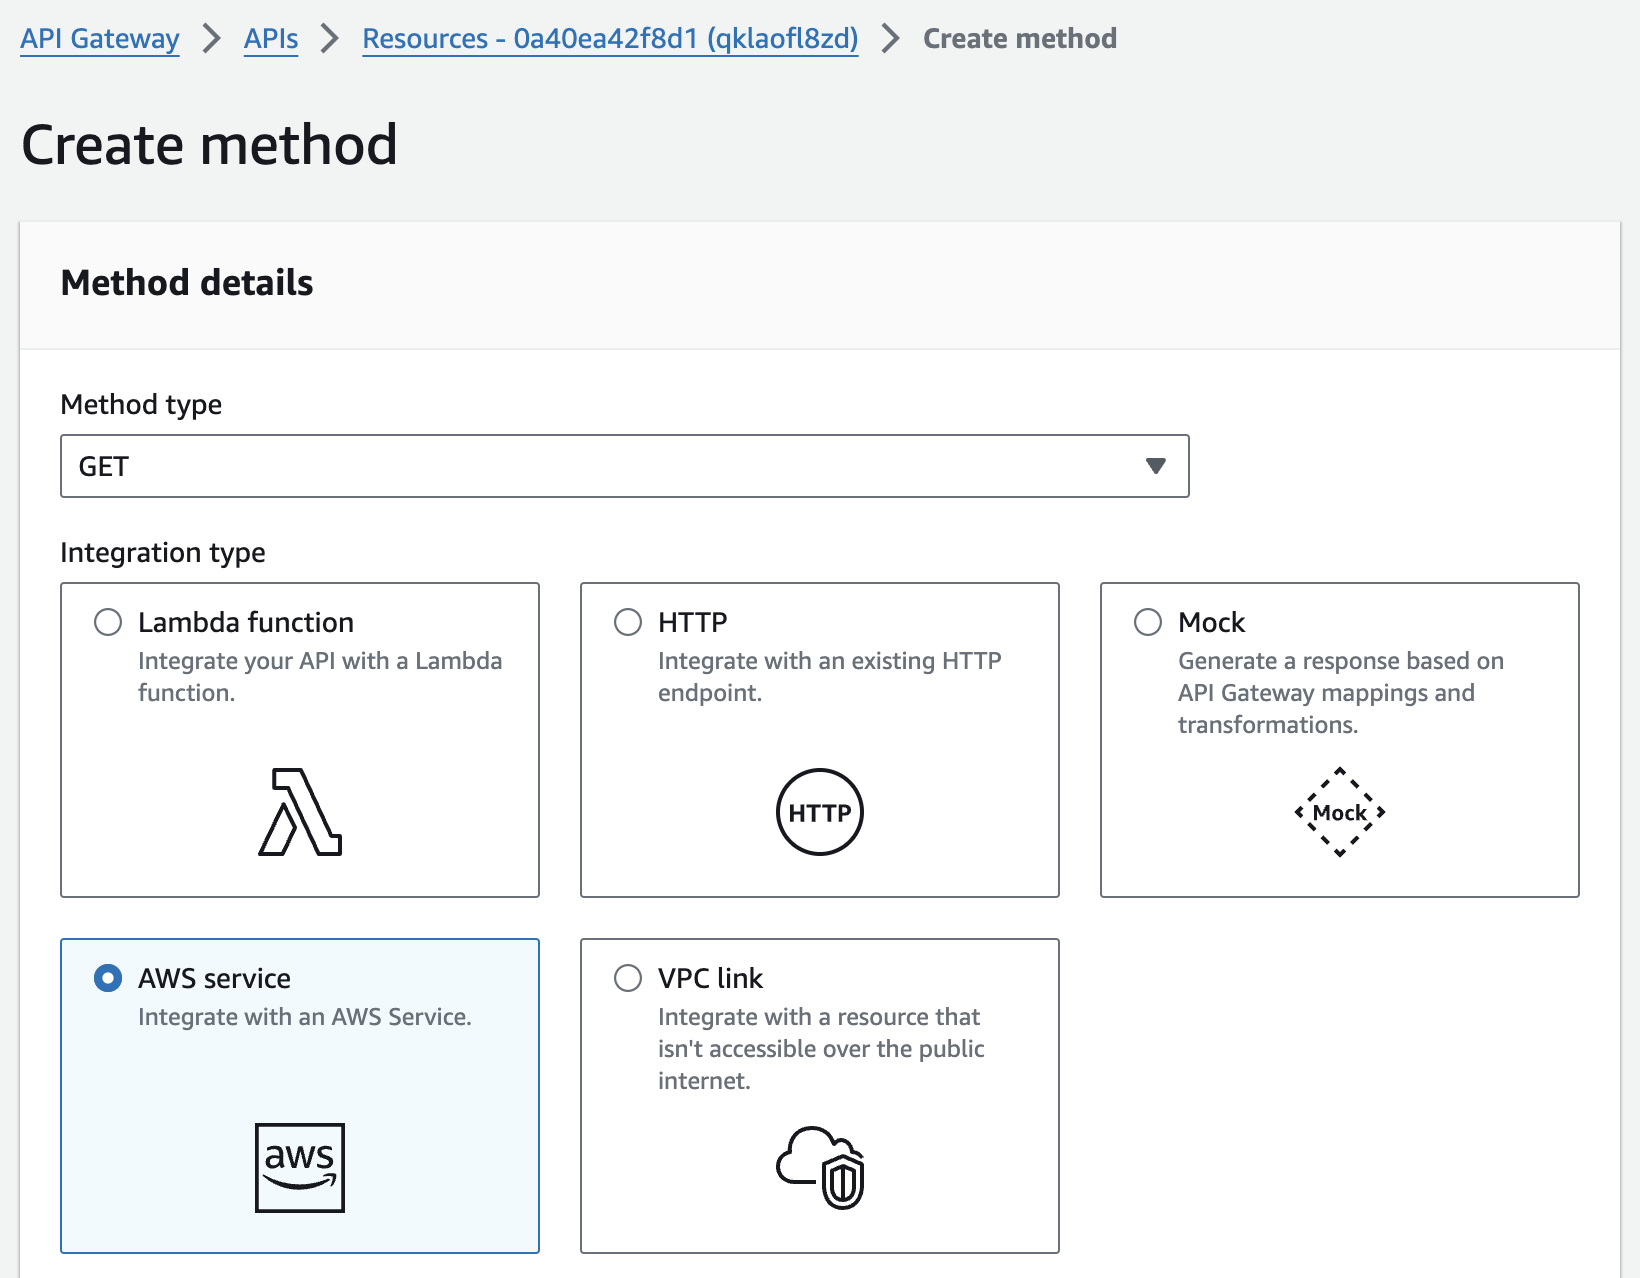 API Gateway > APIs > Resources - 0a40ea42f8d1 (qklaofl8zd) > Create method
Create method
Method details
Method type
GET
Integration type
Lambda function
Integrate your API with a Lambda
function.
HTTP
Integrate with an existing HTTP
endpoint.
HTTP
Mock
Generate a response based on
API Gateway mappings and
transformations.
Mock
AWS service
Integrate with an AWS Service.
aws
VPC link
Integrate with a resource that
isn't accessible over the public
internet.